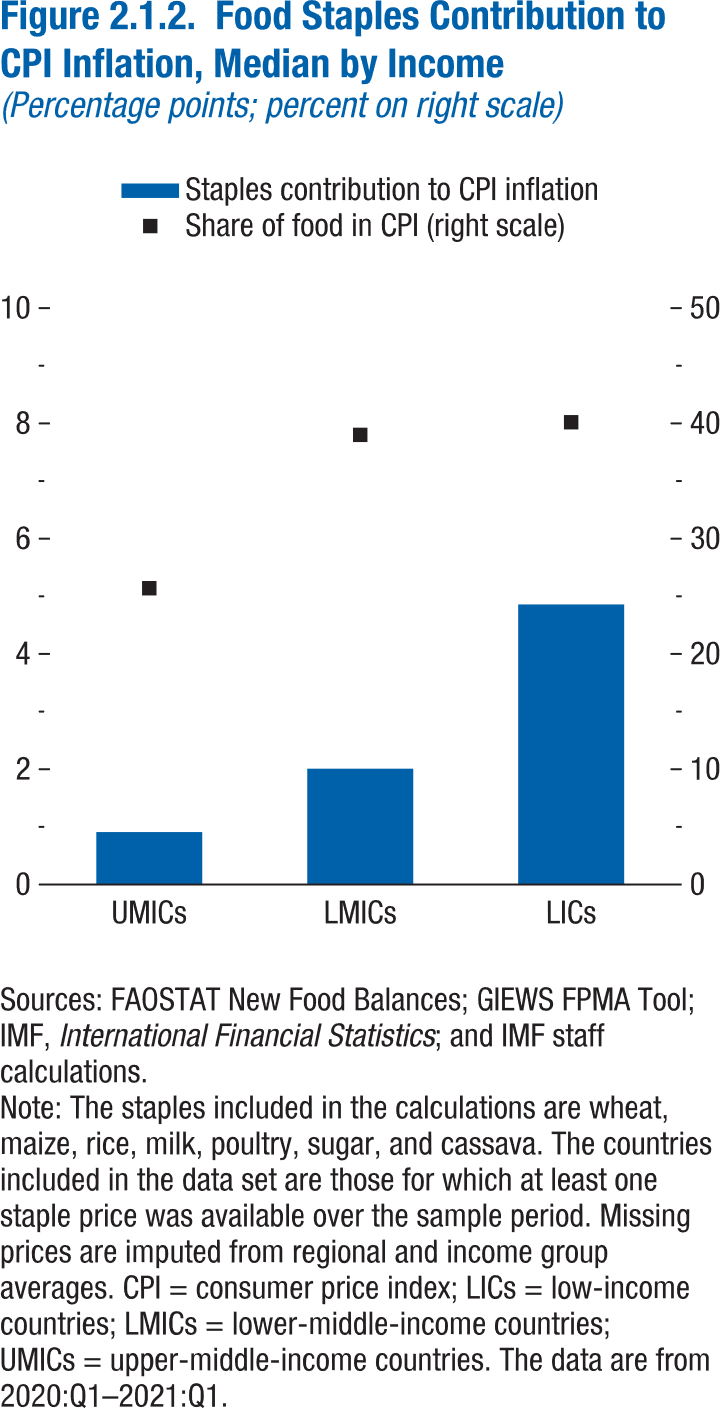 Figure 2.1.2.  Food Staples Contribution to
CPI Inflation, Median by Income
(Percentage points; percent on right scale)
Staples contribution to CPI inflation
Share of food in CPI (right scale)
10
8
6
4
2
0
50
40
30
20
10
0
UMICs
LMICs
LICs
Sources: FAOSTAT New Food Balances; GIEWS FPMA Tool;
IMF, International Financial Statistics; and IMF staff
calculations.
Note: The staples included in the calculations are wheat,
maize, rice, milk, poultry, sugar, and cassava. The countries
included in the data set are those for which at least one
staple price was available over the sample period. Missing
prices are imputed from regional and income group
averages. CPI = consumer price index; LICs = low-income
countries; LMICs = lower-middle-income countries;
UMICs = upper-middle-income countries. The data are from
2020:Q1–2021:Q1.